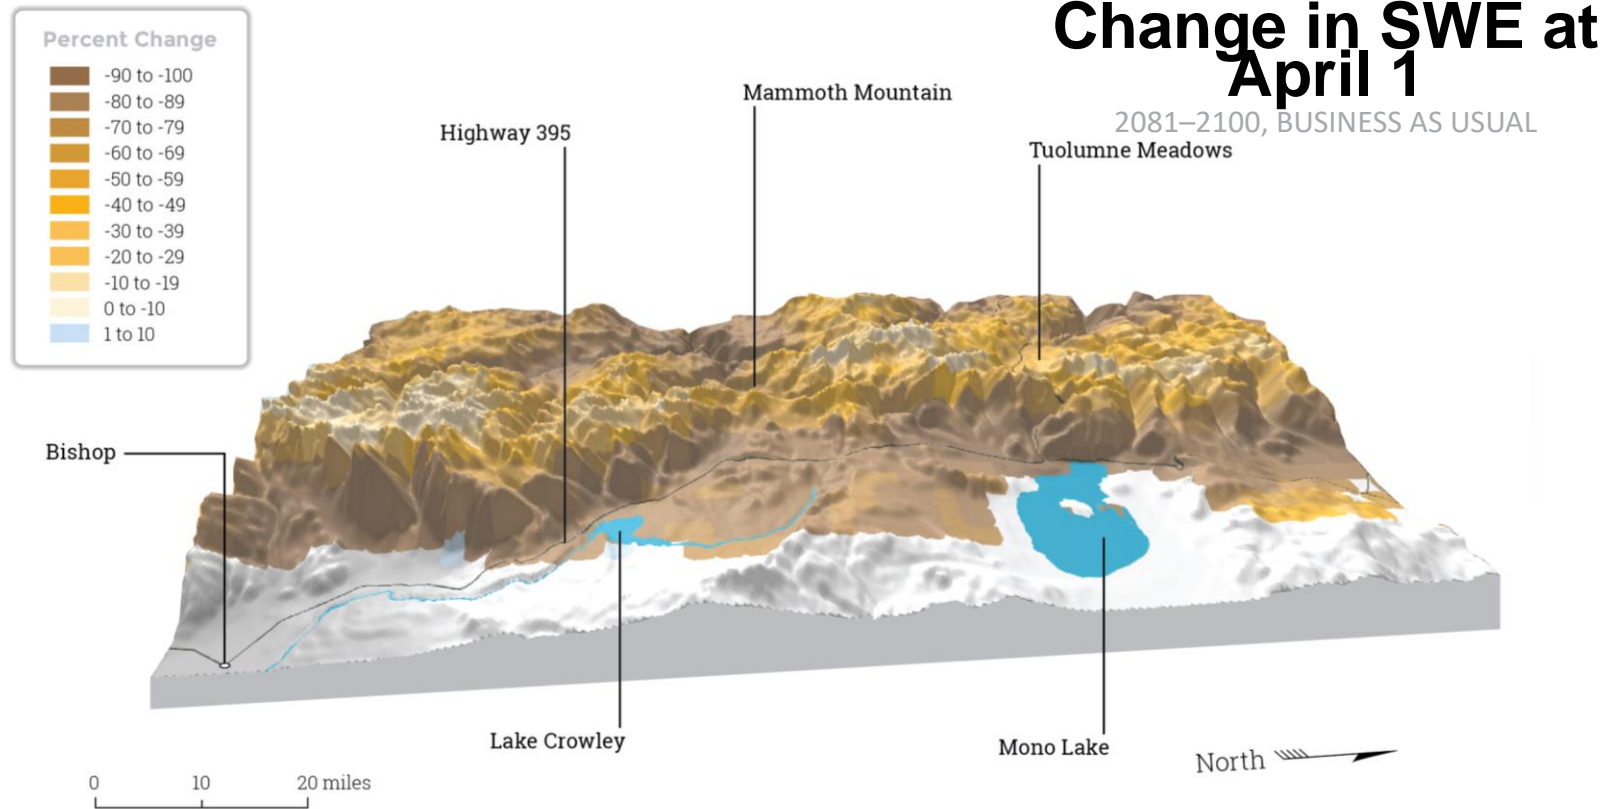 Change in SWE at
April 1
2081–2100, BUSINESS AS USUAL
Percent Change
-90 to -100
-80 to -89
-70 to -79
-60 to -69
-50 to -59
-40 to -49
-30 to -39
-20 to -29
-10 to -19
0 to -10
1 to 10
Mammoth Mountain
Highway 395
Tuolumne Meadows
Bishop
Lake Crowley
Mono Lake
North
0 10 20 miles